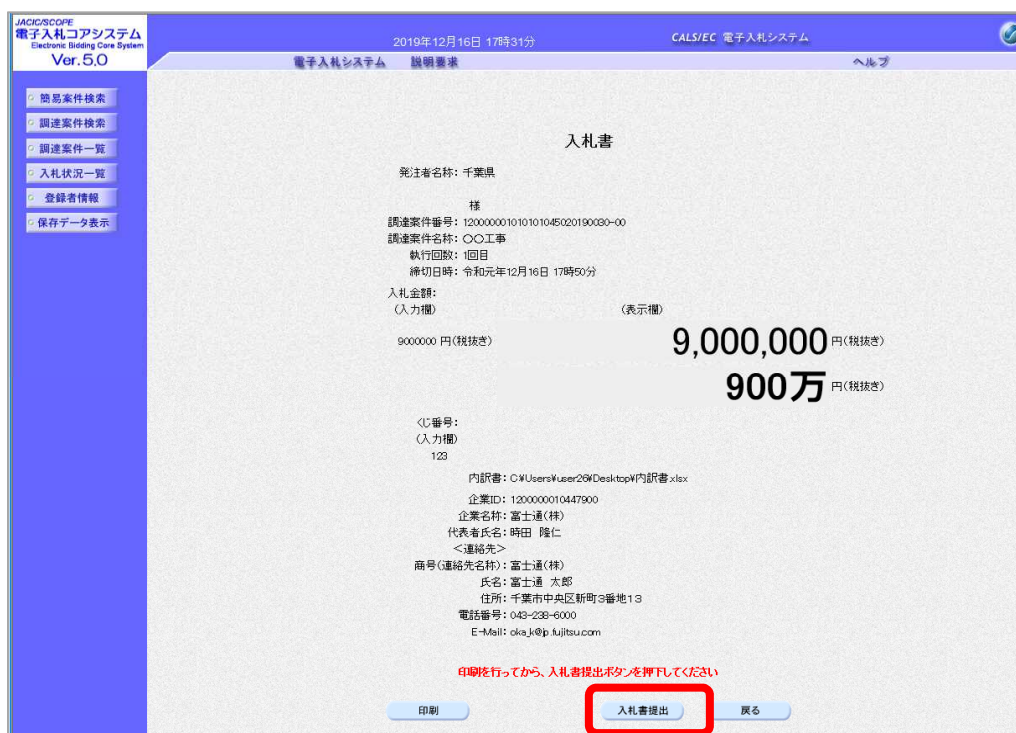 JACIC/SCOPE
電子入札コアシステム
Electronic Bidding Core System
Ver.5.0
2019年12月16日 17時31分
CALS/EC 電子入札システム
電子入札システム 説明要求 ヘルプ
簡易案件検索
調達案件検索
調達案件一覧
入札状況一覧
登録者情報
保存データ表示
入札書
発注者名称：千葉県
様
調達案件番号：1200000010101010450201900​30-00
調達案件名称：〇〇工事
執行回数：1回目
締切日時：令和元年12月16日 17時50分
入札金額：
(入力欄) (表示欄)
9000000 円(税抜き) 9,000,000 円(税抜き)
900万 円(税抜き)
くじ番号：
(入力欄)
123
内訳書：C¥Users¥user26¥Desktop¥内訳書.xlsx
企業ID：1200000010447900
企業名称：富士通(株)
代表者氏名：時田 隆仁
＜連絡先＞
商号(連絡先名称)：富士通(株)
氏名：富士通 太郎
住所：千葉市中央区新町3番地13
電話番号：043-238-6000
E-Mail：oka_k@jp.fujitsu.com
印刷を行ってから、入札書提出ボタンを押下してください
印刷 入札書提出 戻る